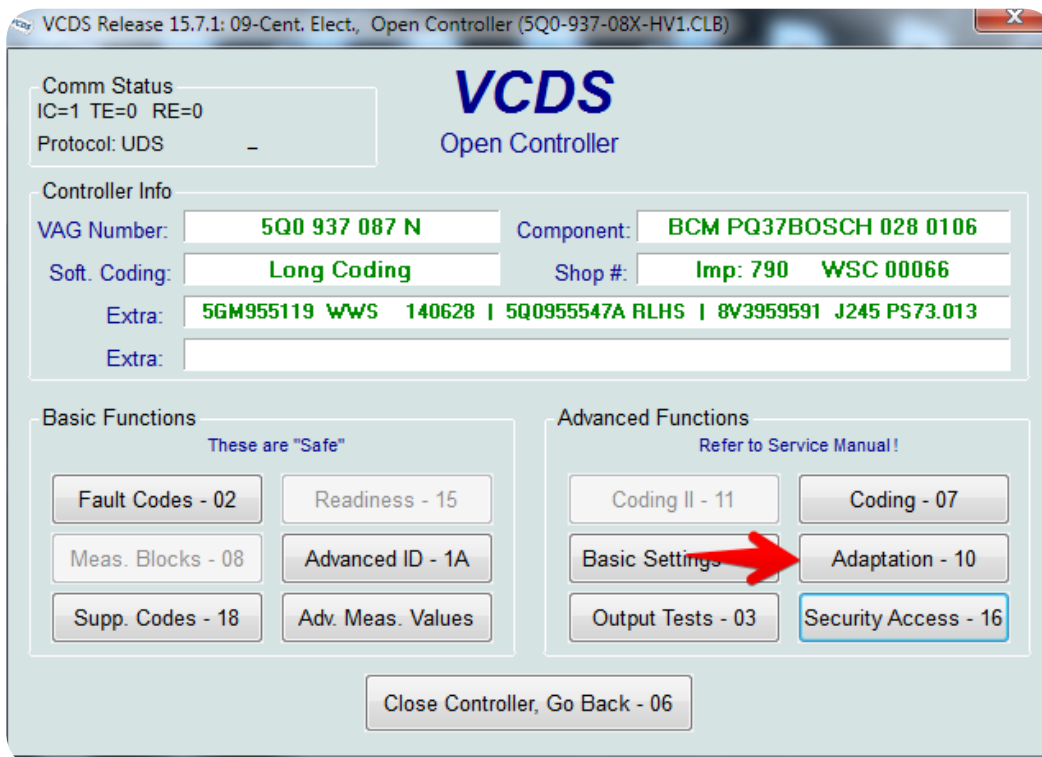 VCDS Release 15.7.1: 09-Cent. Elect., Open Controller (5Q0-937-08X-HV1.CLB)
Comm Status
IC=1 TE=0 RE=0
Protocol: UDS –
VCDS
Open Controller
Controller Info
VAG Number: 5Q0 937 087 N Component: BCM PQ37BOSCH 028 0106
Soft. Coding: Long Coding Shop #: Imp: 790 WSC 00066
Extra: 5GM955119 WWS 140628 | 5Q0955547A RLHS | 8V3959591 J245 PS73.013
Extra:
Basic Functions
These are "Safe"
Fault Codes - 02 Readiness - 15
Meas. Blocks - 08 Advanced ID - 1A
Supp. Codes - 18 Adv. Meas. Values
Advanced Functions
Refer to Service Manual!
Coding II - 11 Coding - 07
Basic Settings Adaptation - 10
Output Tests - 03 Security Access - 16
Close Controller, Go Back - 06